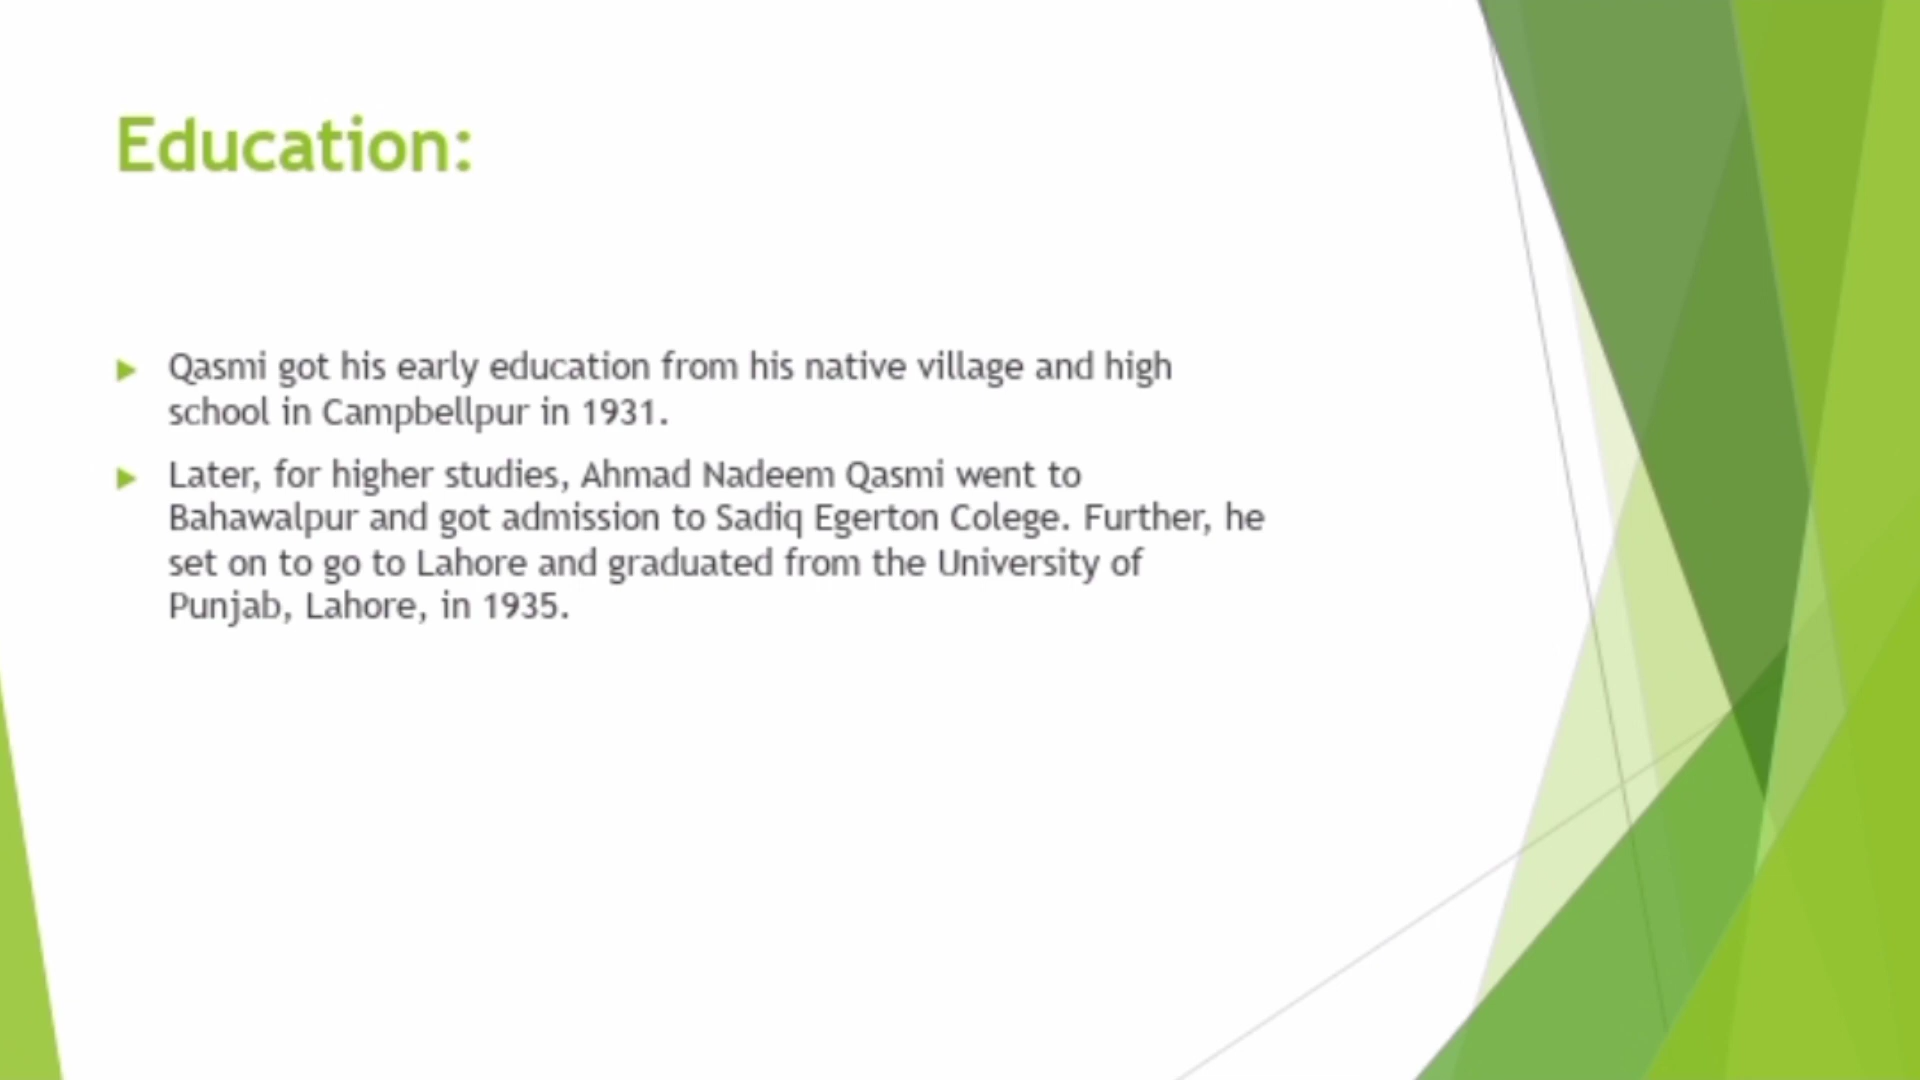 Education:
Qasmi got his early education from his native village and high
school in Campbellpur in 1931.
Later, for higher studies, Ahmad Nadeem Qasmi went to
Bahawalpur and got admission to Sadiq Egerton Colege. Further, he
set on to go to Lahore and graduated from the University of
Punjab, Lahore, in 1935.